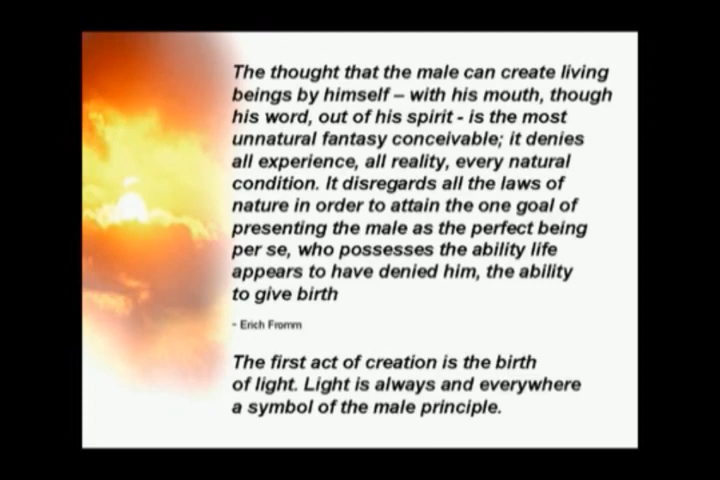 The thought that the male can create living
beings by himself – with his mouth, though
his word, out of his spirit - is the most
unnatural fantasy conceivable; it denies
all experience, all reality, every natural
condition. It disregards all the laws of
nature in order to attain the one goal of
presenting the male as the perfect being
per se, who possesses the ability life
appears to have denied him, the ability
to give birth
- Erich Fromm
The first act of creation is the birth
of light. Light is always and everywhere
a symbol of the male principle.